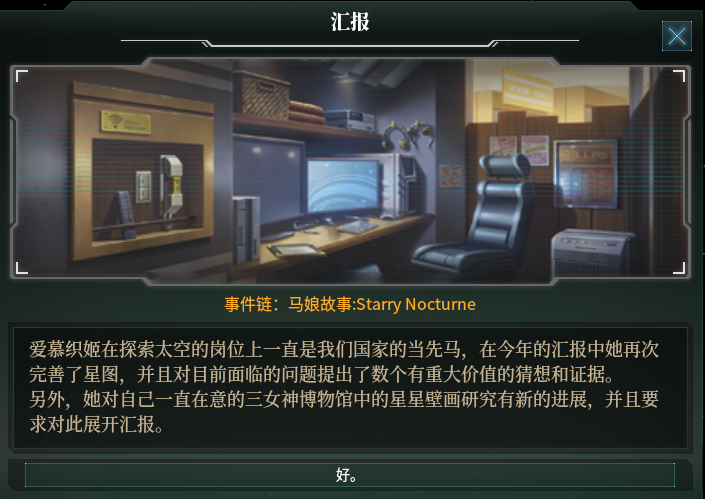 汇报
事件链：马娘故事:Starry Nocturne
爱慕织姬在探索太空的岗位上一直是我们国家的当先马，在今年的汇报中她再次
完善了星图，并且对目前面临的问题提出了数个有重大价值的猜想和证据。
另外，她对自己一直在意的三女神博物馆中的星星壁画研究有新的进展，并且要
求对此展开汇报。
好。